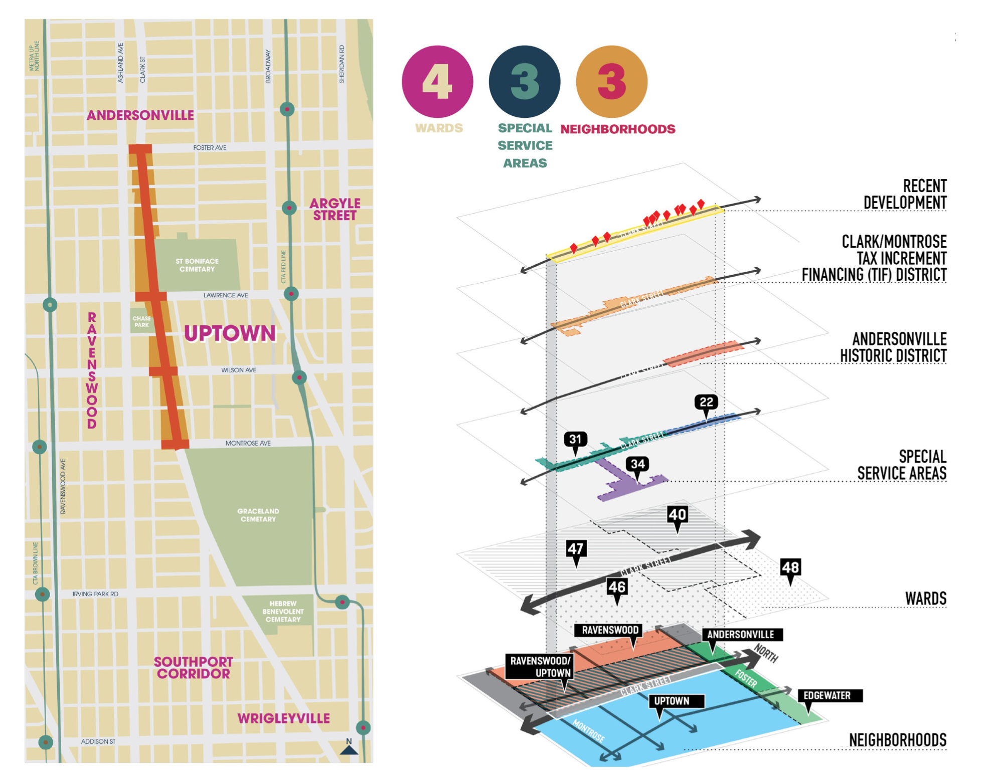 METRA UP
NORTH LINE
ASHLAND AVE
CLARK ST
BROADWAY
SHERIDAN RD
ANDERSONVILLE
FOSTER AVE
ARGYLE
STREET
ST BONIFACE
CEMETARY
CTA RED LINE
LAWRENCE AVE
CHASE
PARK
RAVENSWOOD
UPTOWN
WILSON AVE
MONTROSE AVE
RAVENSWOOD AVE
GRACELAND
CEMETARY
CTA BROWN LINE
IRVING PARK RD
HEBREW
BENEVOLENT
CEMETARY
SOUTHPORT
CORRIDOR
WRIGLEYVILLE
ADDISON ST
N
4
WARDS
3
SPECIAL
SERVICE
AREAS
3
NEIGHBORHOODS
RECENT
DEVELOPMENT
CLARK STREET
CLARK/MONTROSE
TAX INCREMENT
FINANCING (TIF) DISTRICT
CLARK STREET
ANDERSONVILLE
HISTORIC DISTRICT
CLARK STREET
22
31
34
CLARK STREET
SPECIAL
SERVICE AREAS
40
47
48
46
CLARK STREET
WARDS
RAVENSWOOD
ANDERSONVILLE
NORTH
RAVENSWOOD/
UPTOWN
FOSTER
CLARK STREET
UPTOWN
EDGEWATER
MONTROSE
NEIGHBORHOODS